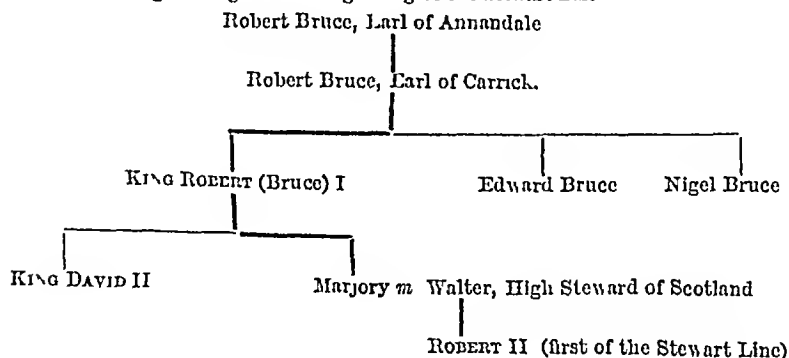 Robert Bruce, Earl of Annandale
Robert Bruce, Earl of Carrick.
KING ROBERT (Bruce) I Edward Bruce Nigel Bruce
KING DAVID II Marjory m Walter, High Steward of Scotland
ROBERT II (first of the Stewart Line)